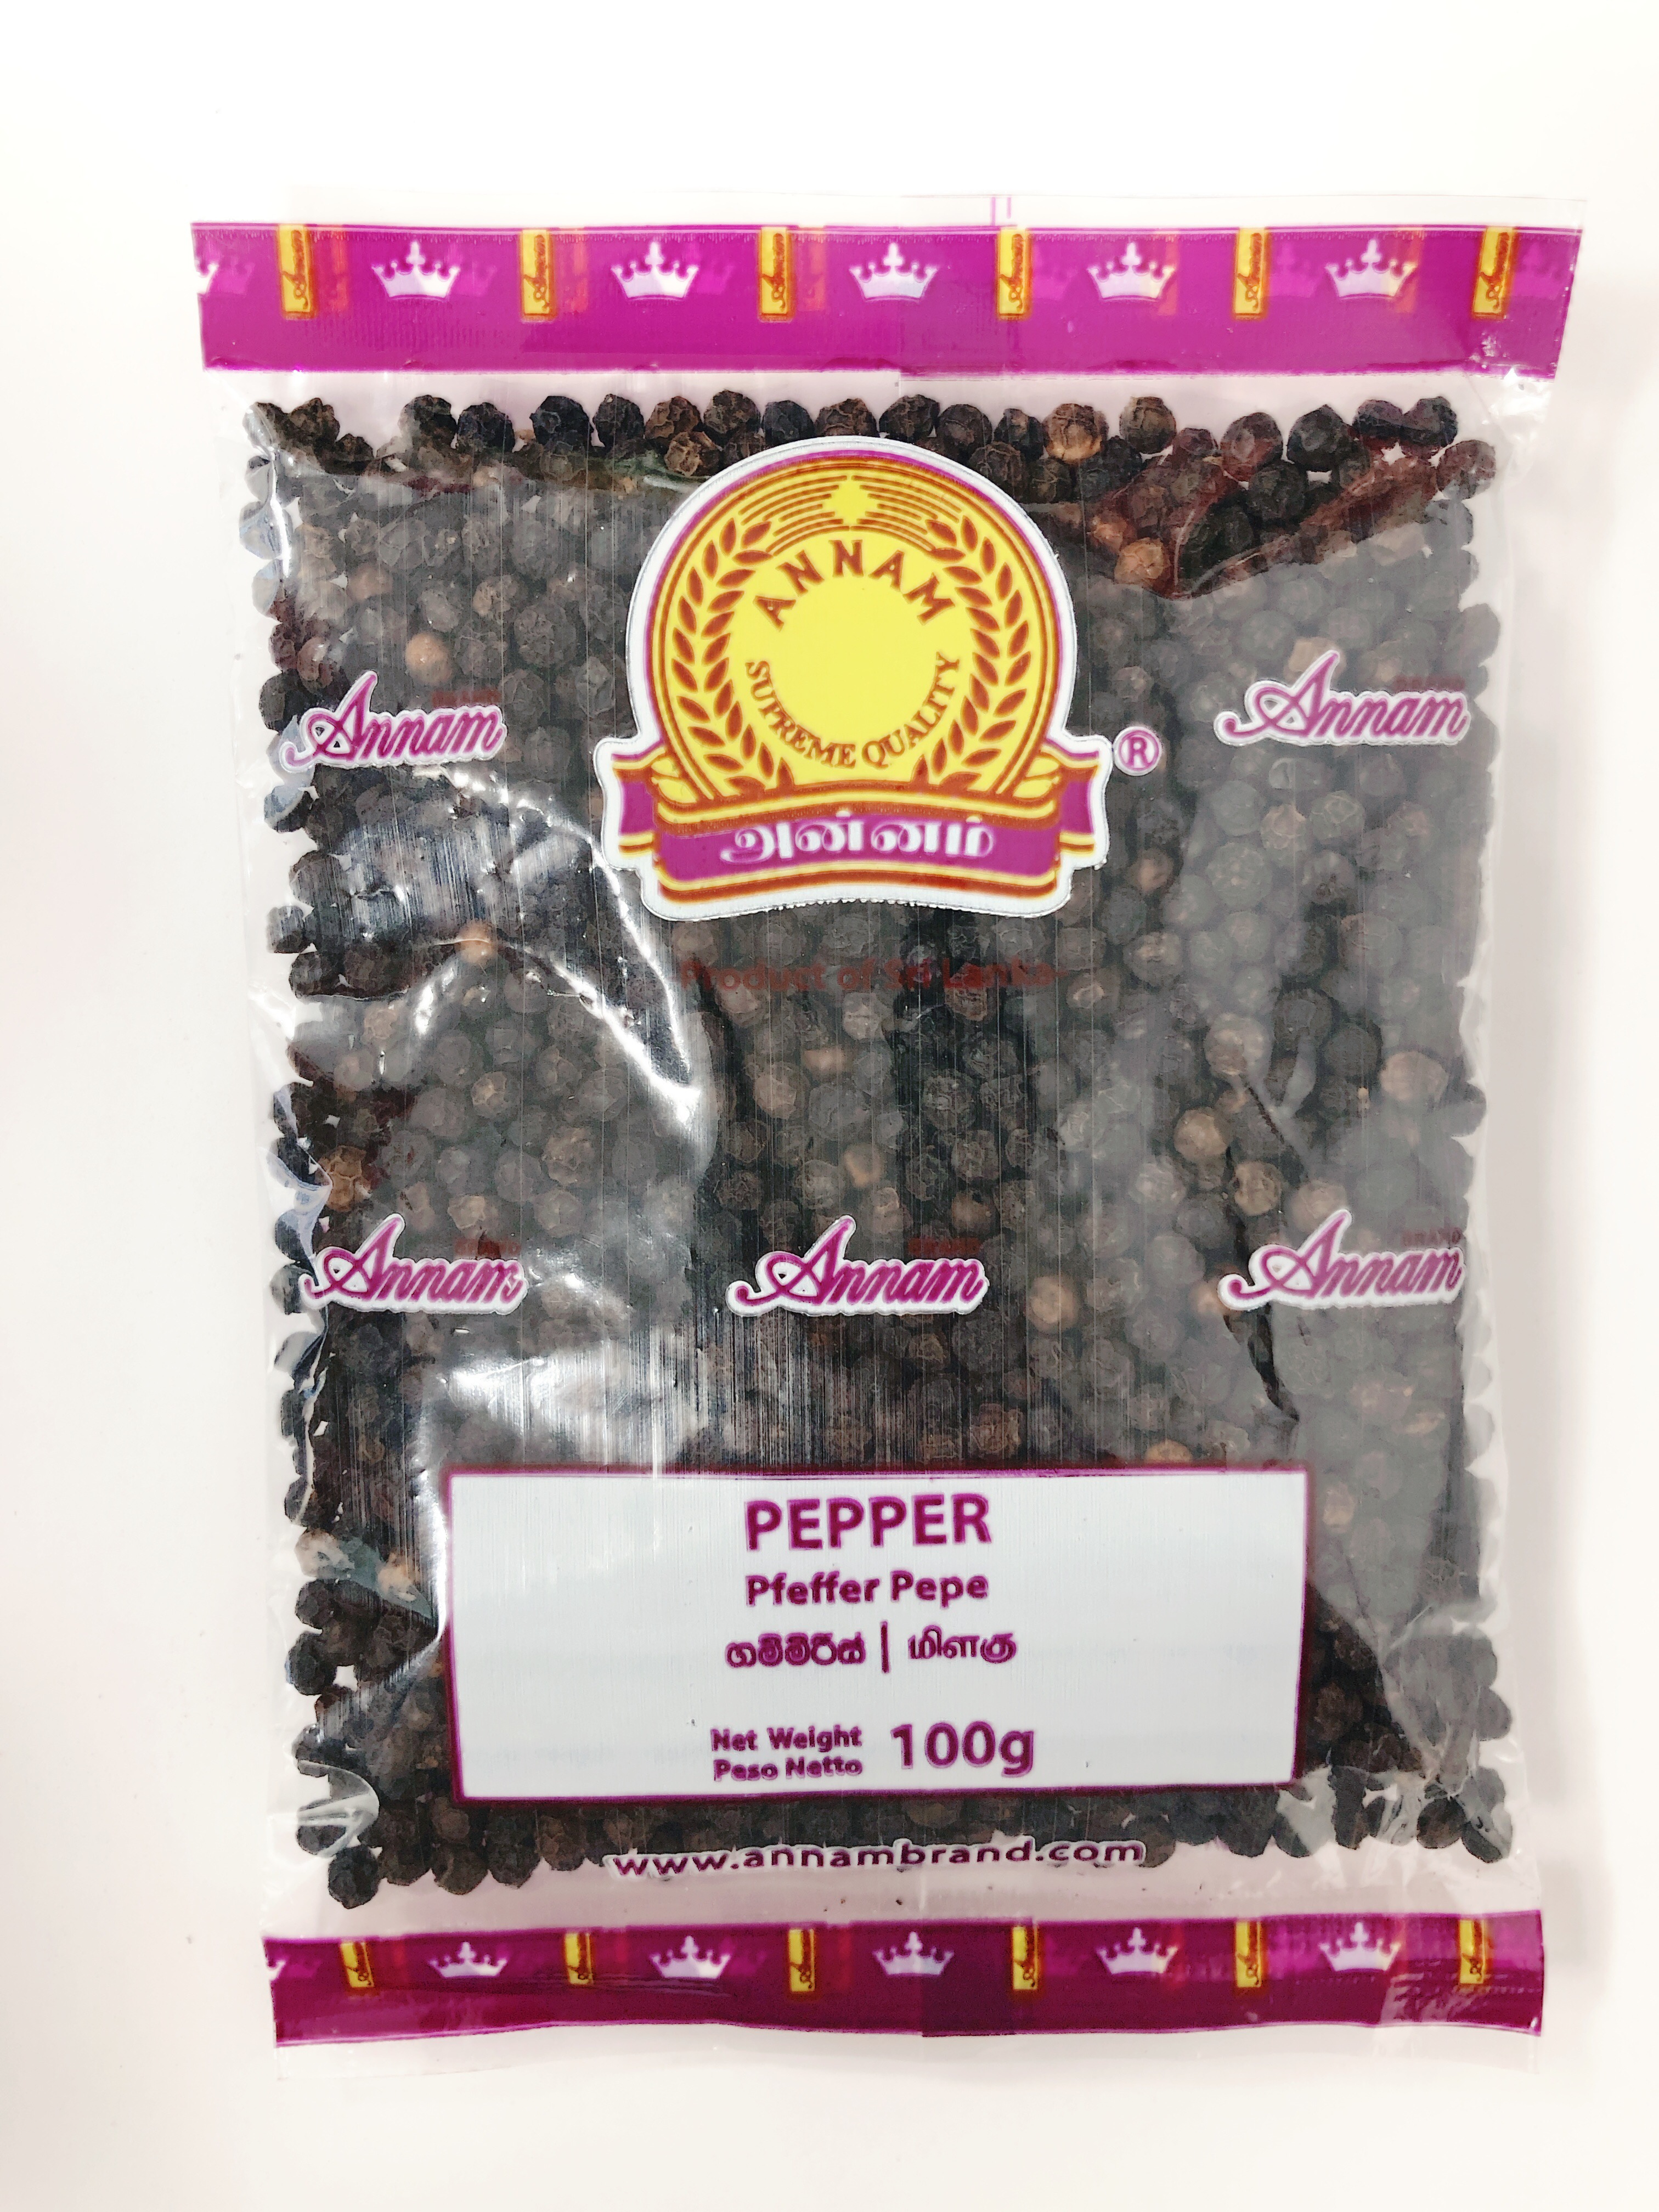 ANNAM
SUPREME QUALITY
அன்னம்
®
Annam
Annam
Product of Sri Lanka
Annam
Annam
Annam
PEPPER
Pfeffer Pepe
ගම්මිරිස් | மிளகு
Net Weight
Peso Netto
100g
www.annambrand.com